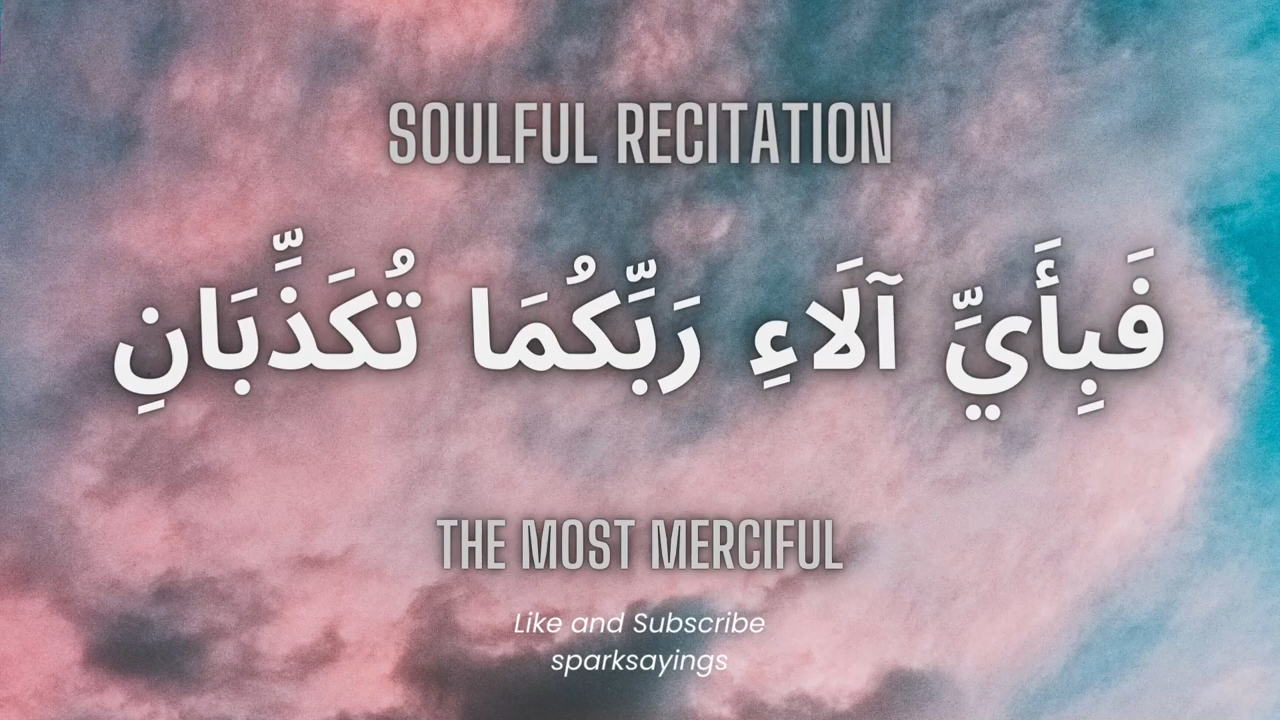 SOULFUL RECITATION
فَبِأَيِّ آلَاءِ رَبِّكُمَا تُكَذِّبَانِ
THE MOST MERCIFUL
Like and Subscribe
sparksayings